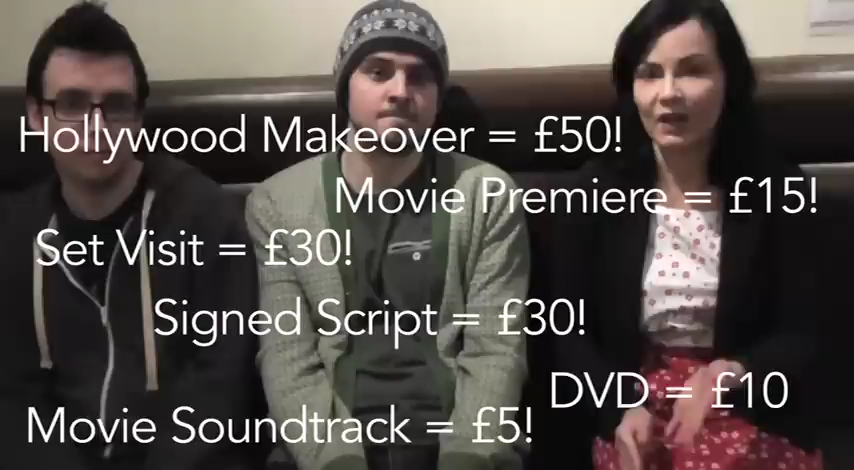 Hollywood Makeover = £50!
Movie Premiere = £15!
Set Visit = £30!
Signed Script = £30!
DVD = £10
Movie Soundtrack = £5!